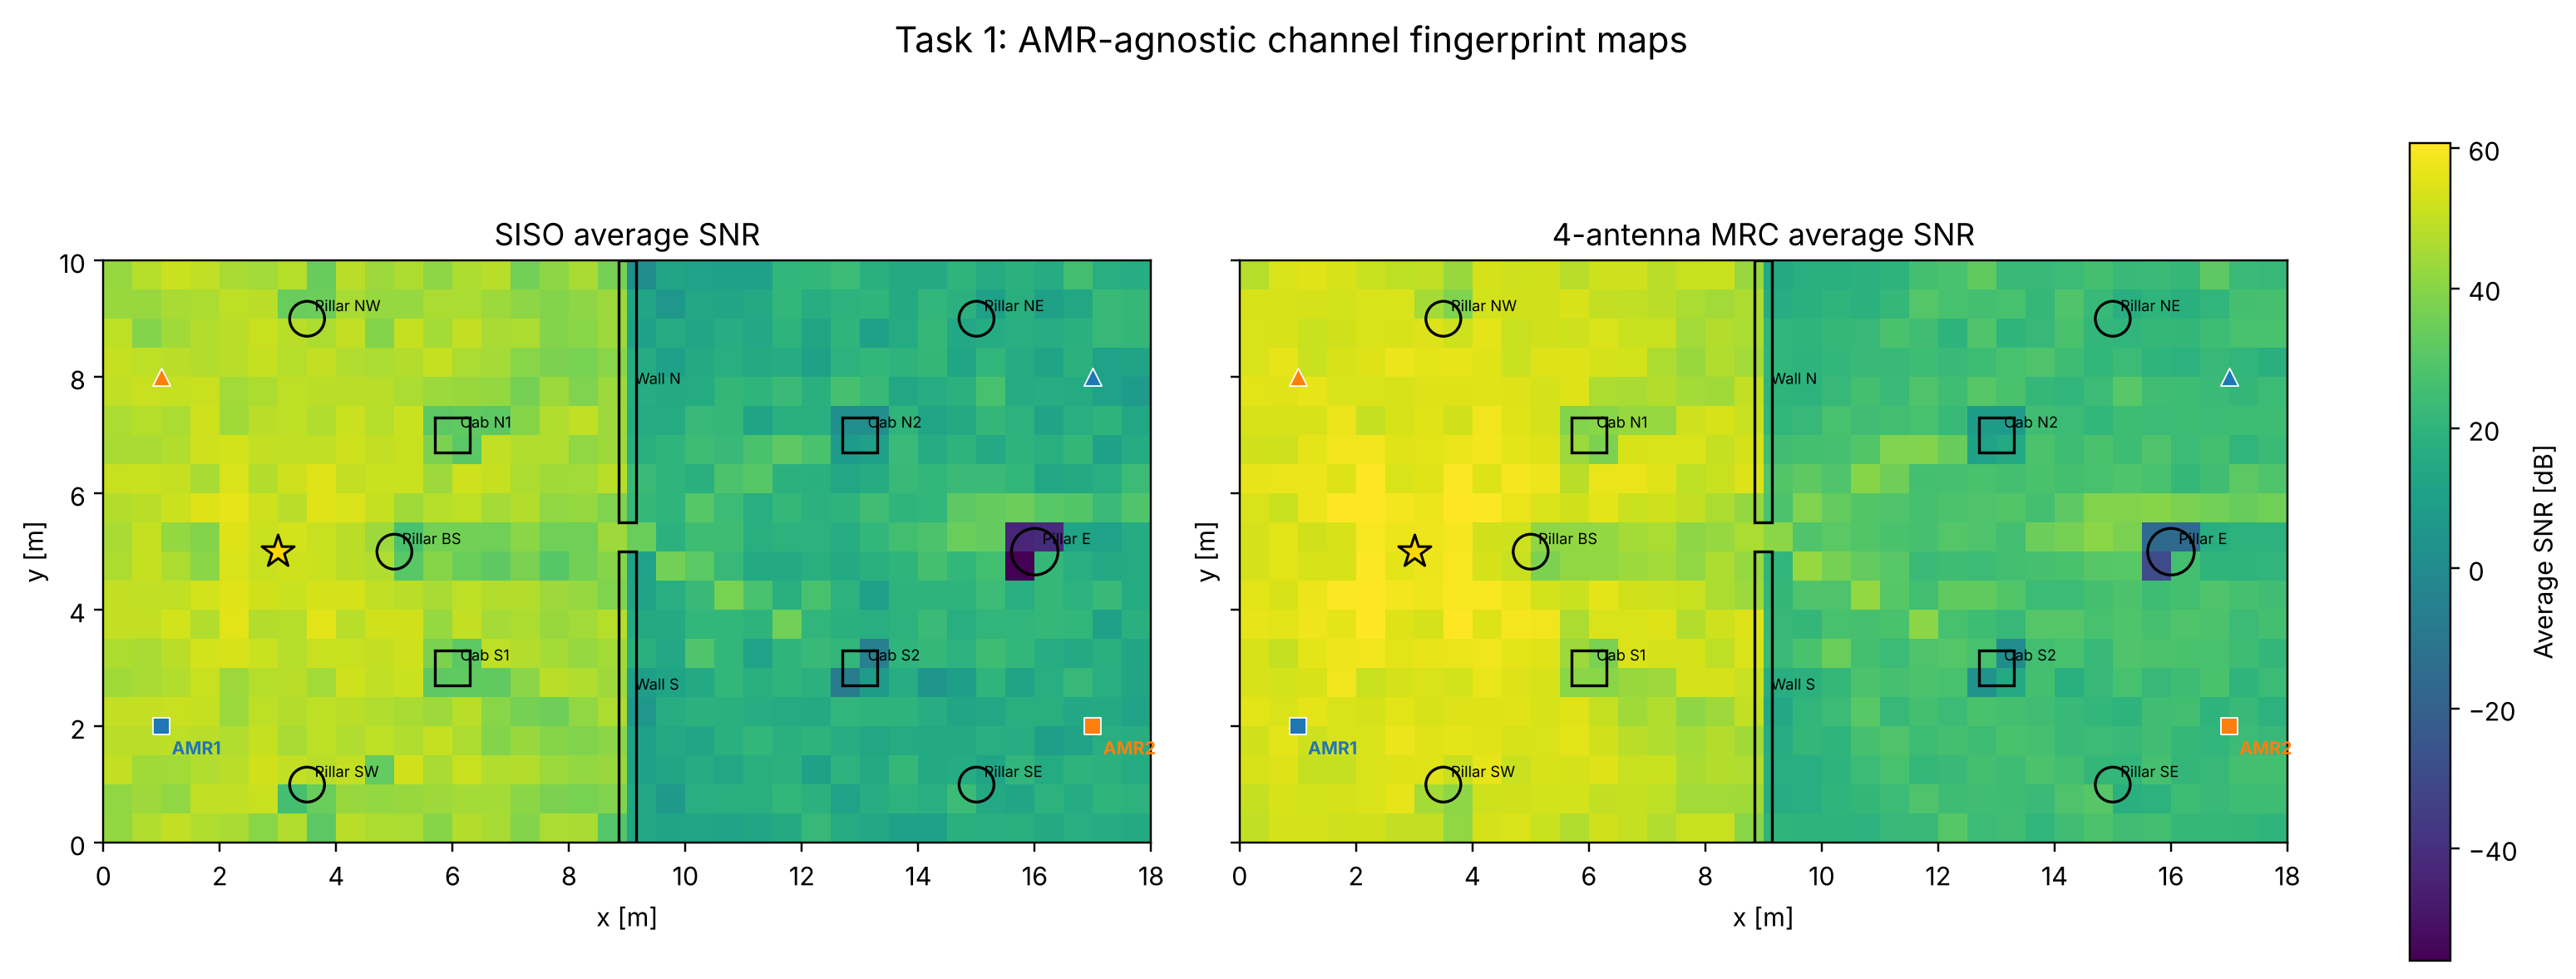 Task 1: AMR-agnostic channel fingerprint maps
SISO average SNR
10
8
6
4
2
0
y [m]
0 2 4 6 8 10 12 14 16 18
x [m]
Pillar NW
Pillar NE
Wall N
Cab N1
Cab N2
Pillar BS
Pillar E
Cab S1
Cab S2
Wall S
AMR1
AMR2
Pillar SW
Pillar SE
4-antenna MRC average SNR
y [m]
0 2 4 6 8 10 12 14 16 18
x [m]
Pillar NW
Pillar NE
Wall N
Cab N1
Cab N2
Pillar BS
Pillar E
Cab S1
Cab S2
Wall S
AMR1
AMR2
Pillar SW
Pillar SE
60
40
20
0
−20
−40
Average SNR [dB]